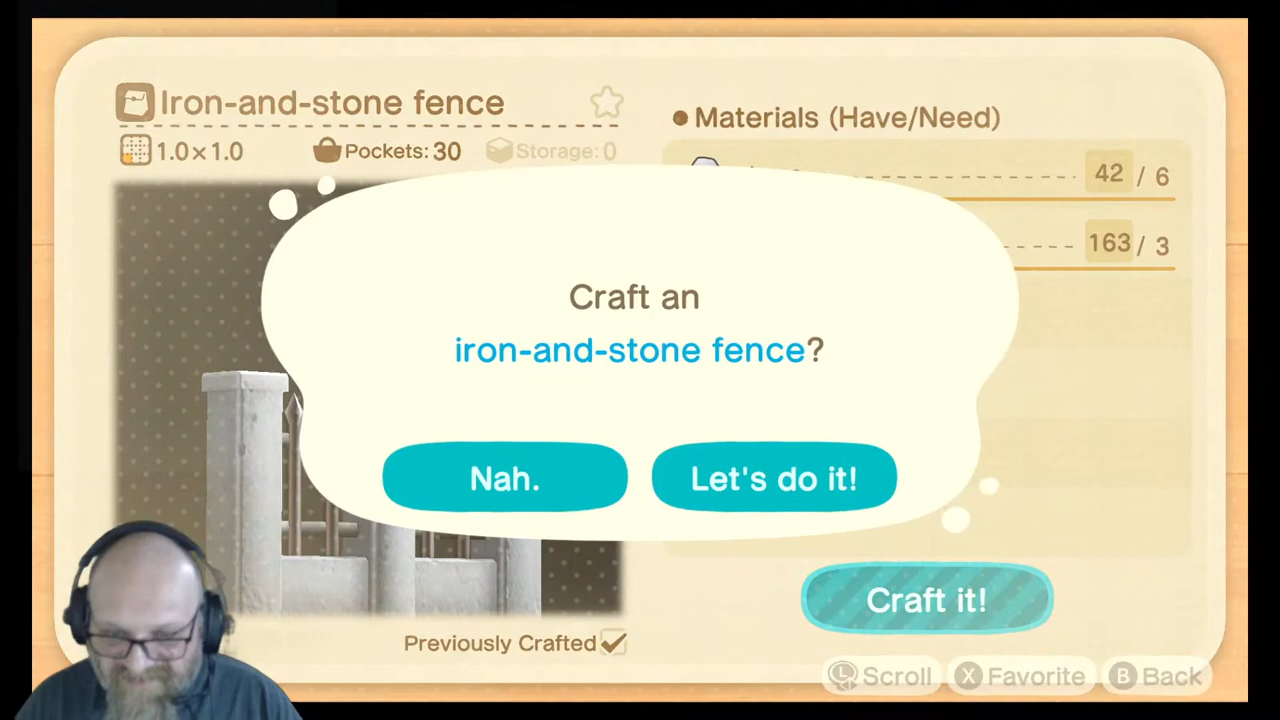 Iron-and-stone fence
1.0×1.0
Pockets: 30
Storage: 0
Materials (Have/Need)
42 / 6
163 / 3
Craft an
iron-and-stone fence?
Nah.
Let's do it!
Craft it!
Previously Crafted
L Scroll
X Favorite
B Back